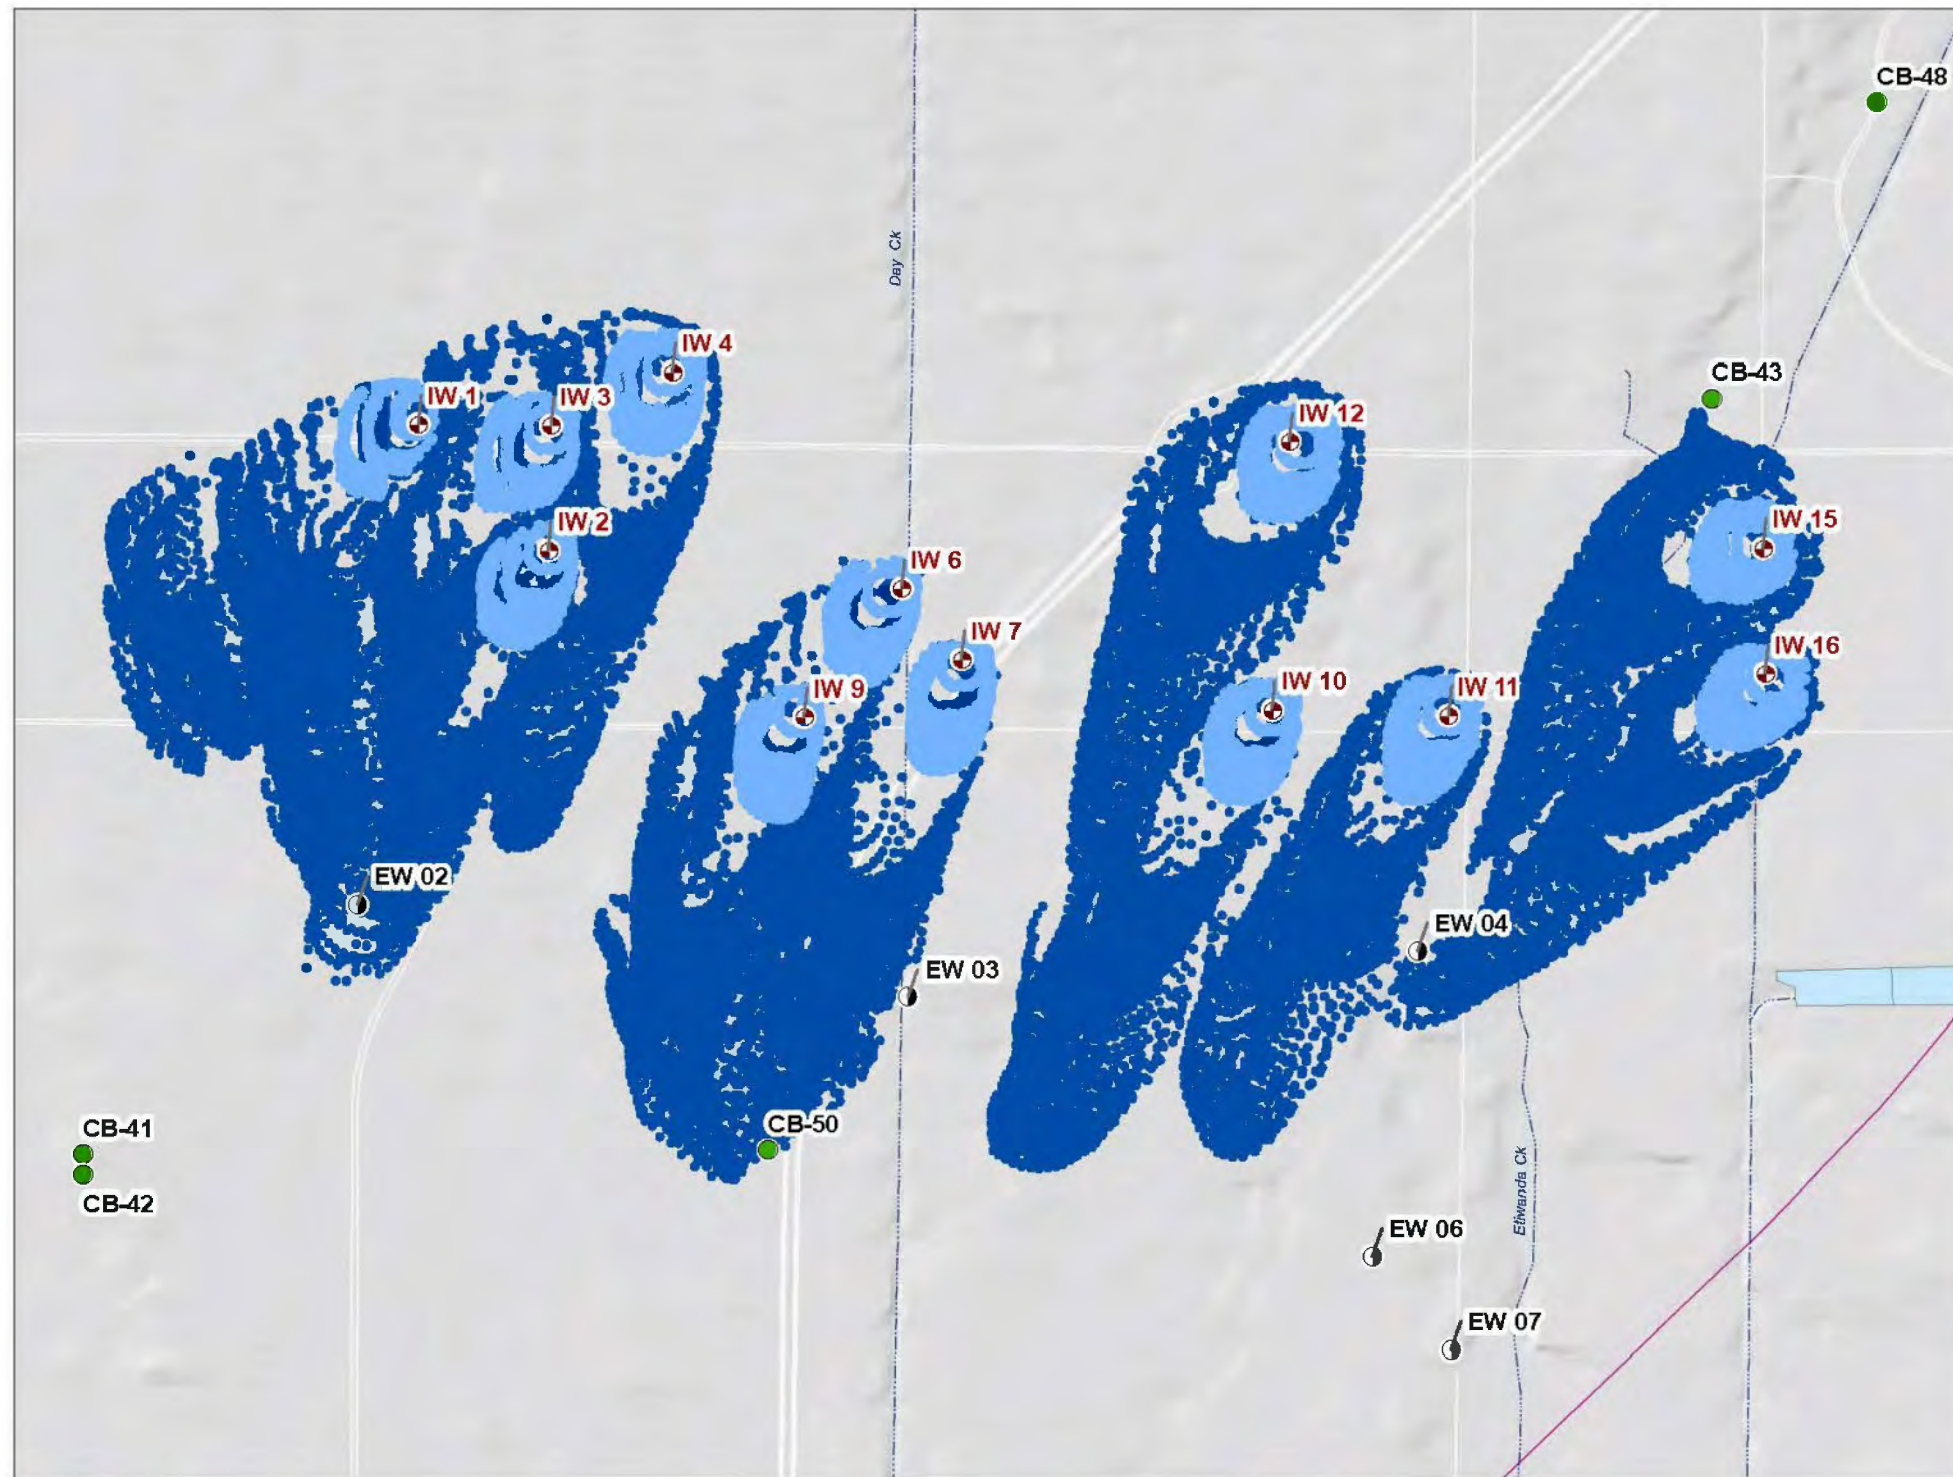 CB-48
Day Ck
IW 4
CB-43
IW 1
IW 3
IW 12
IW 2
IW 15
IW 6
IW 7
IW 16
IW 9
IW 10
IW 11
EW 02
EW 04
EW 03
CB-50
CB-41
CB-42
Etiwanda Ck
EW 06
EW 07